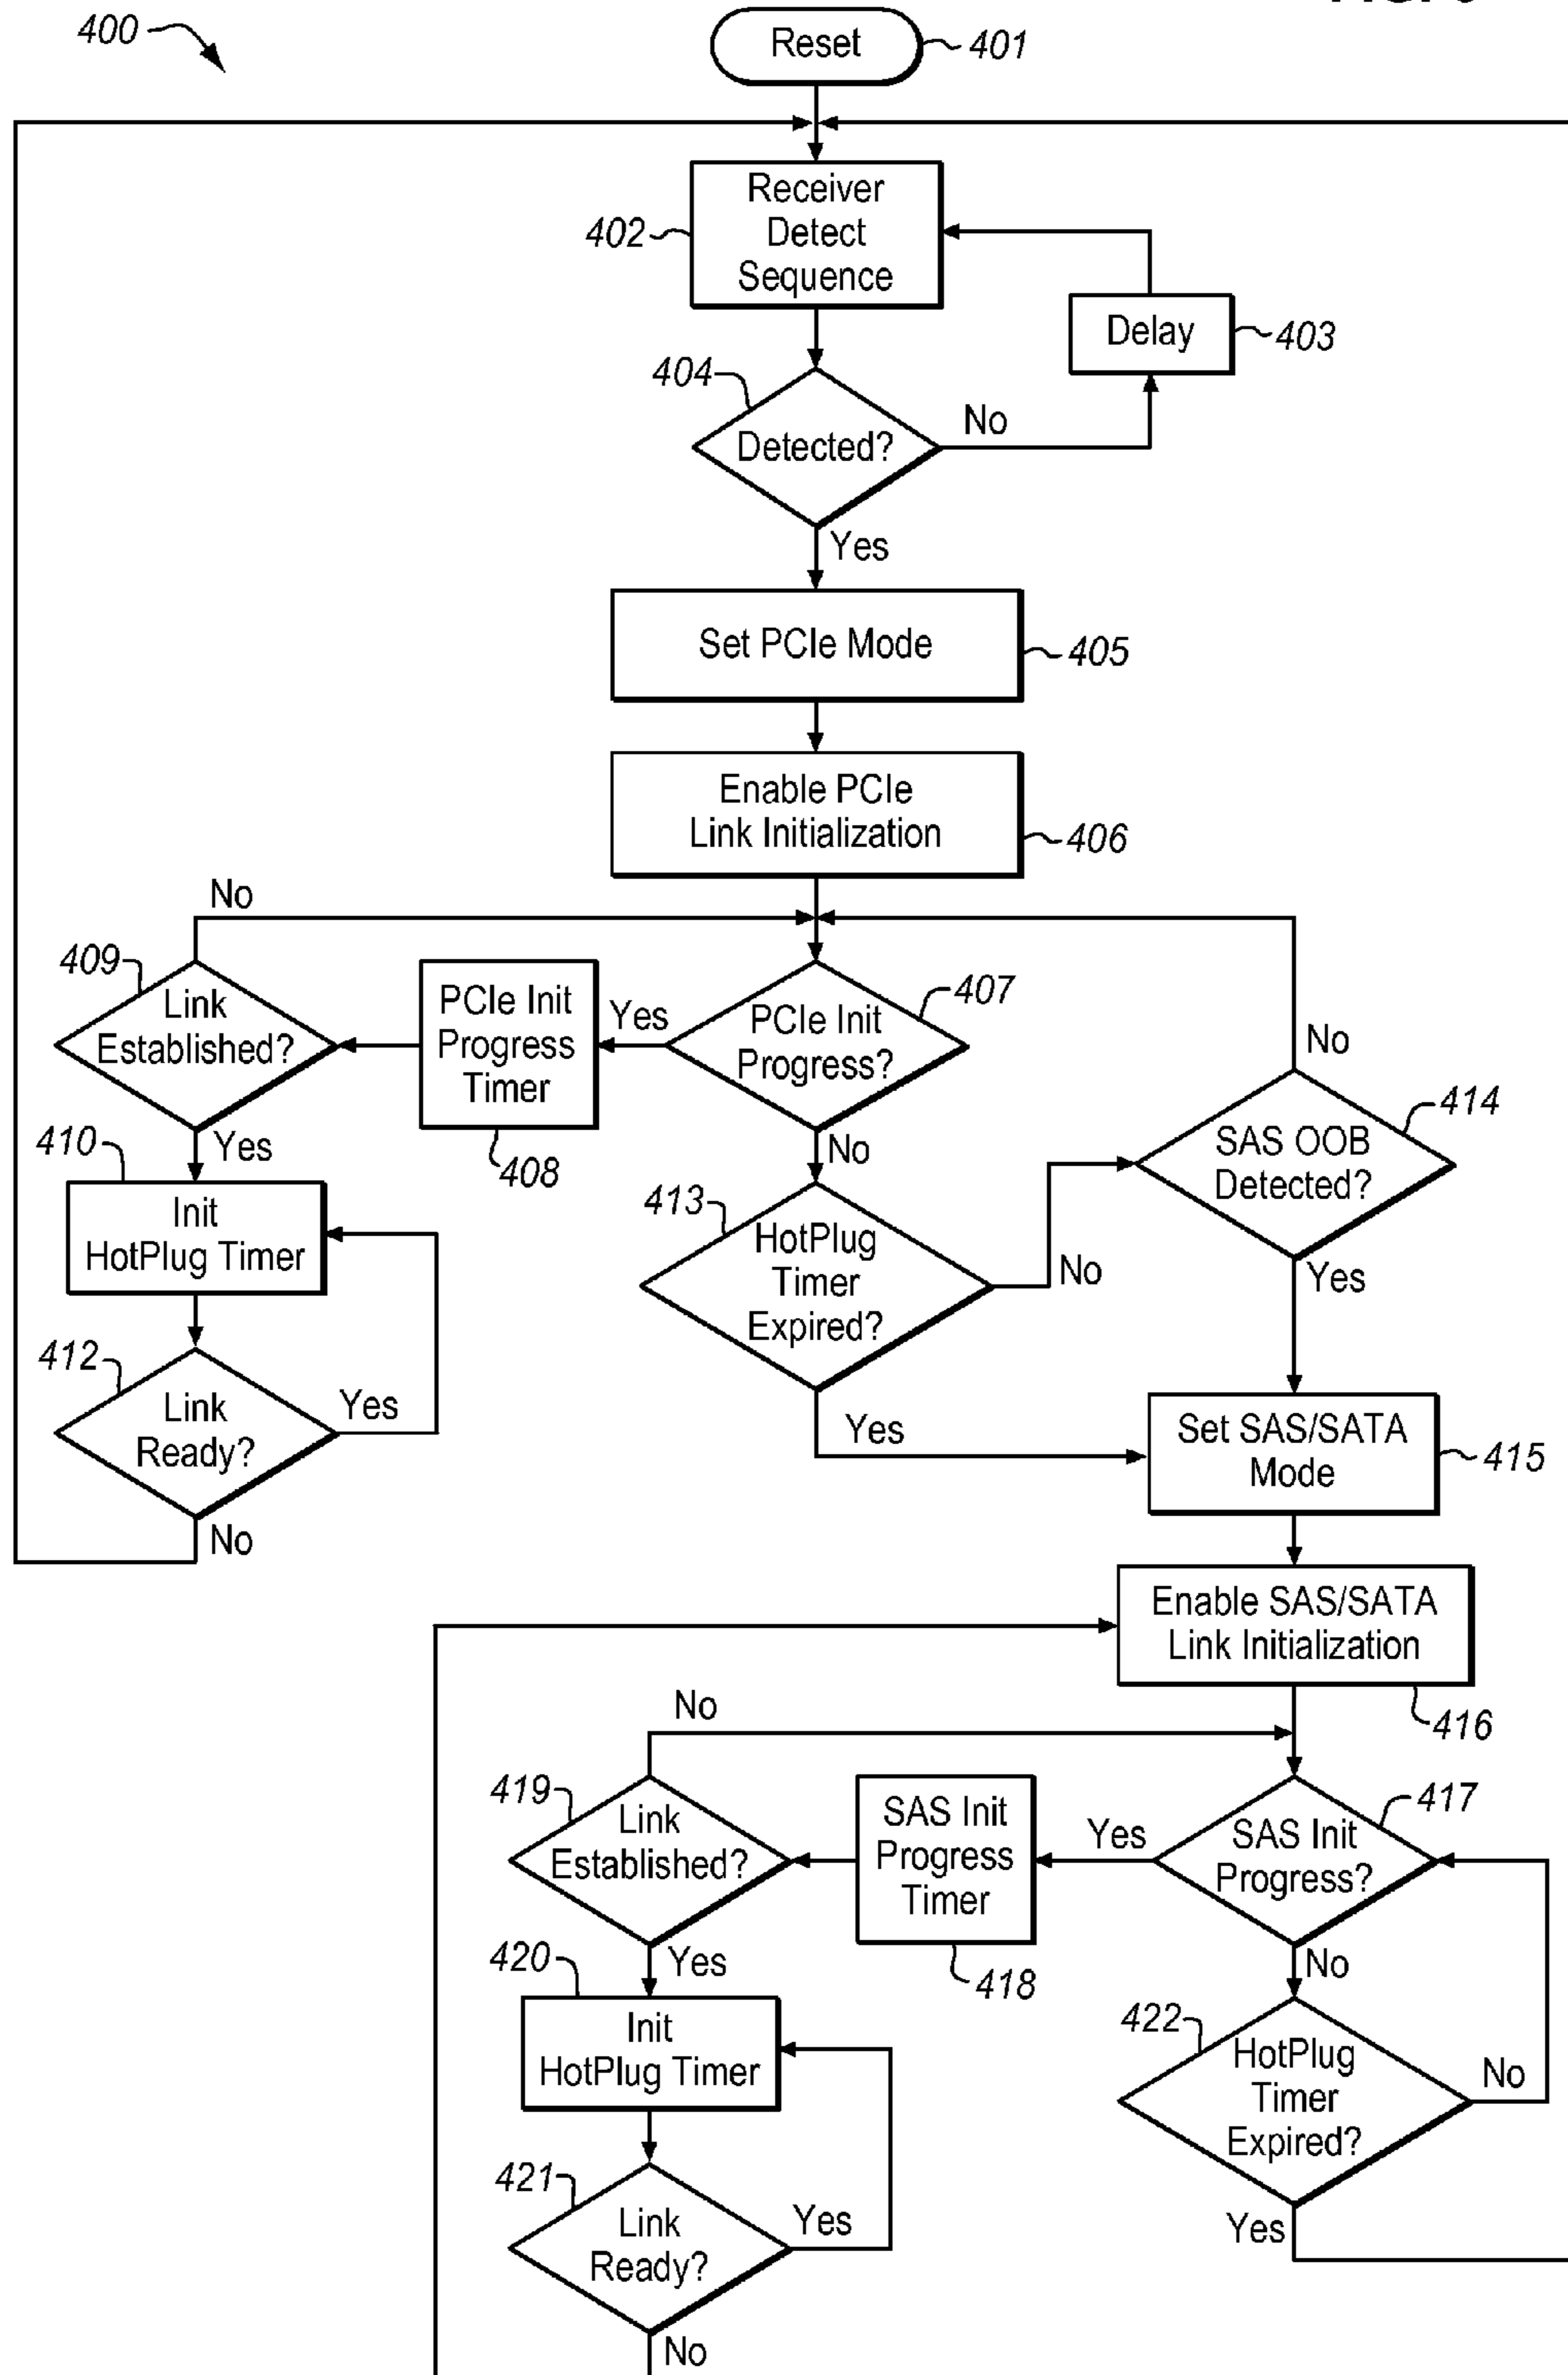 400
Reset
401
Receiver
Detect
Sequence
402
Delay
403
404
Detected?
No
Yes
Set PCIe Mode
405
Enable PCIe
Link Initialization
406
No
409
Link
Established?
PCIe Init
Progress
Timer
408
Yes
PCIe Init
Progress?
407
No
414
SAS OOB
Detected?
Yes
410
Init
HotPlug Timer
No
413
HotPlug
Timer
Expired?
No
Yes
412
Link
Ready?
Yes
No
Yes
Set SAS/SATA
Mode
415
Enable SAS/SATA
Link Initialization
416
No
419
Link
Established?
SAS Init
Progress
Timer
418
Yes
SAS Init
Progress?
417
Yes
No
420
Init
HotPlug Timer
422
HotPlug
Timer
Expired?
No
421
Link
Ready?
Yes
Yes
No